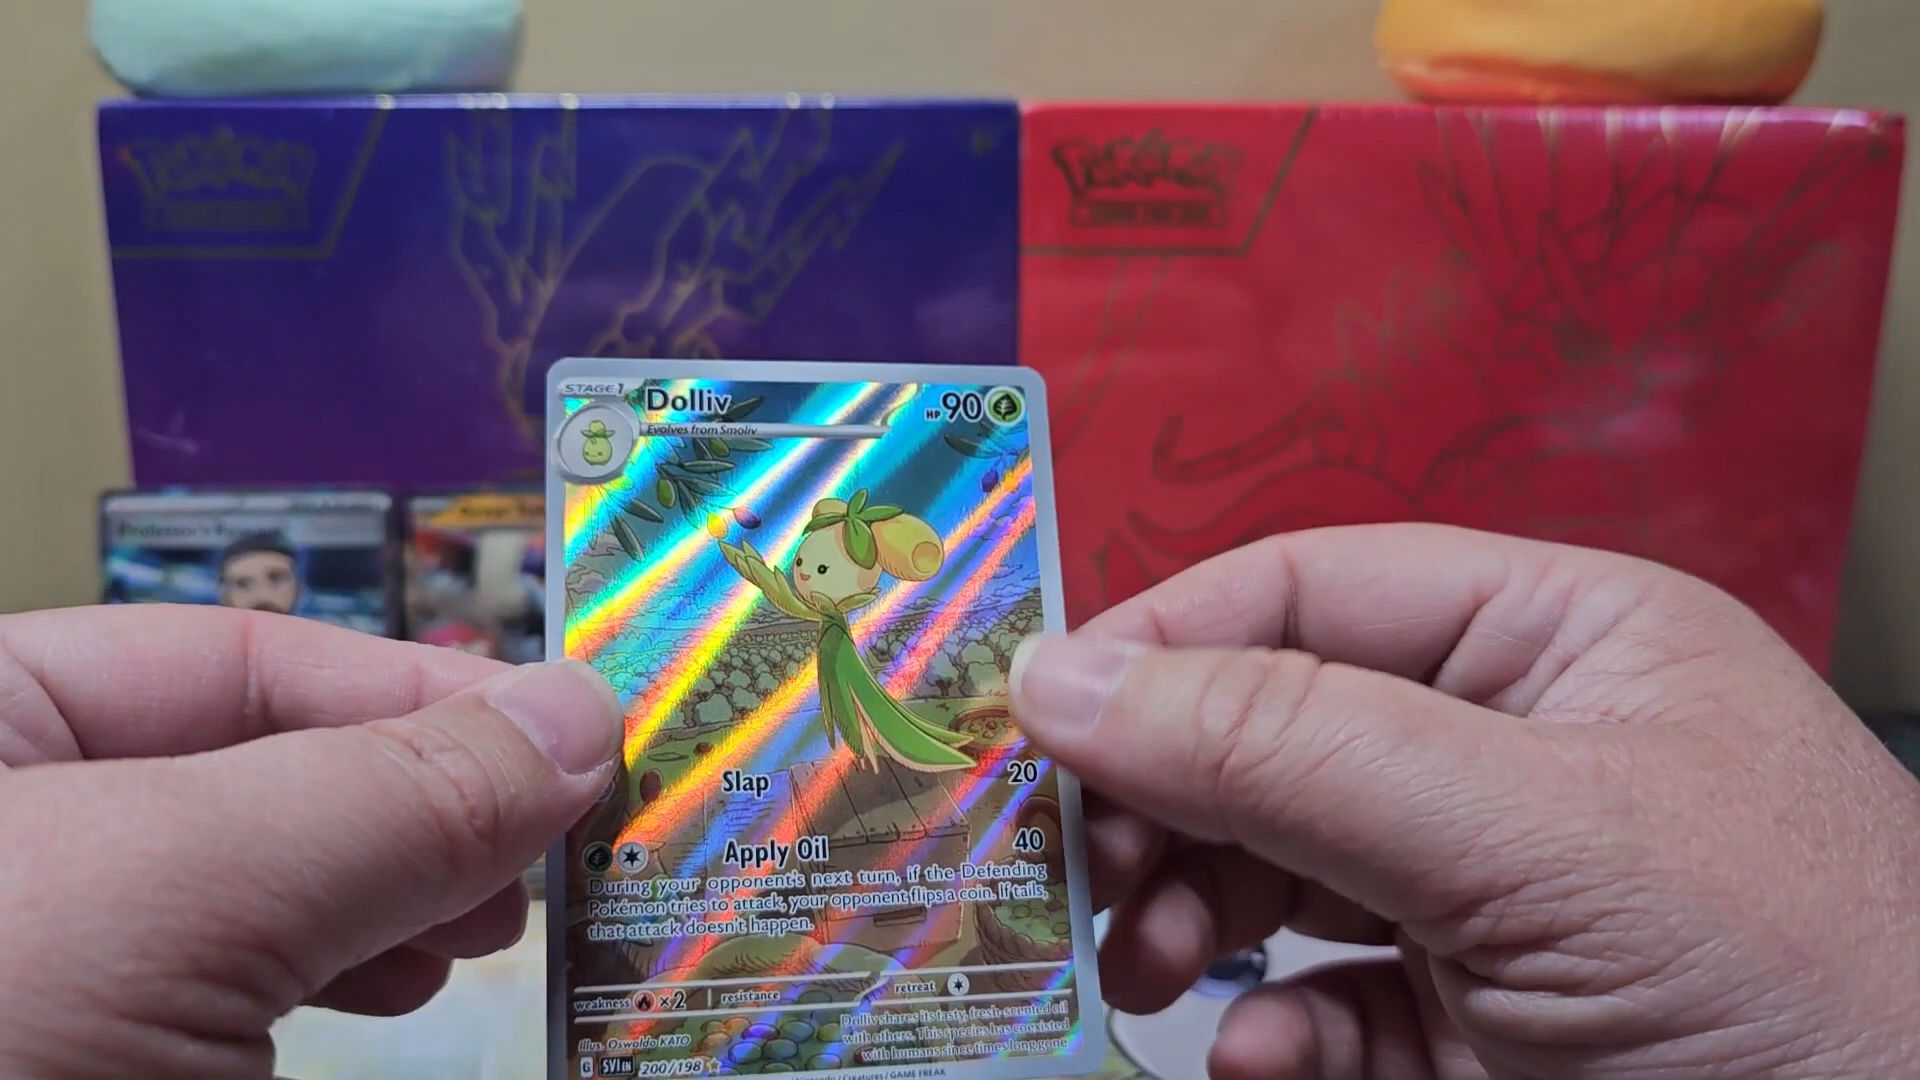 Pokémon
Pokémon
STAGE 1
Dolliv
HP 90
Evolves from Smoliv
Professor's
Slap 20
Apply Oil 40
During your opponent's next turn, if the Defending
Pokémon tries to attack, your opponent flips a coin. If tails,
that attack doesn't happen.
weakness ×2 resistance retreat
Dolliv shares its tasty, fresh-scented oil
with others. This species has coexisted
with humans since times long gone
Illus. Oswaldo KATO
G SVI EN 200/198
Nintendo / Creatures / GAME FREAK